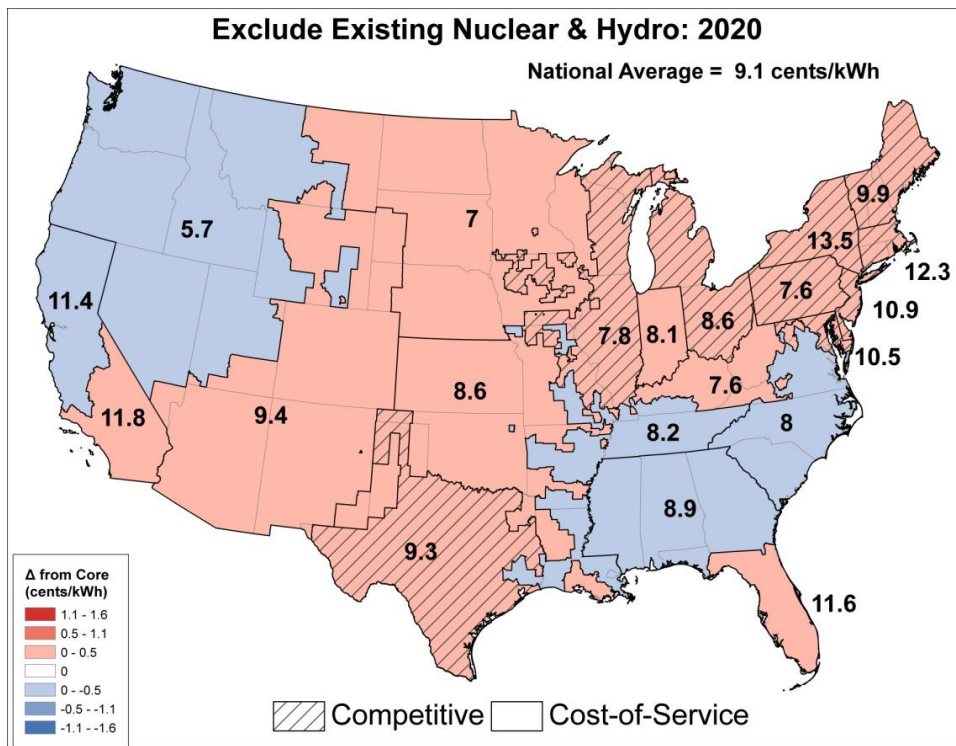 Exclude Existing Nuclear & Hydro: 2020
National Average = 9.1 cents/kWh
9.9
7
13.5
5.7
12.3
11.4
7.6
10.9
7.8
8.1
8.6
10.5
8.6
7.6
11.8
9.4
8.2
8
8.9
9.3
11.6
Δ from Core
(cents/kWh)
1.1 - 1.6
0.5 - 1.1
0 - 0.5
0
0 - -0.5
-0.5 - -1.1
-1.1 - -1.6
Competitive
Cost-of-Service